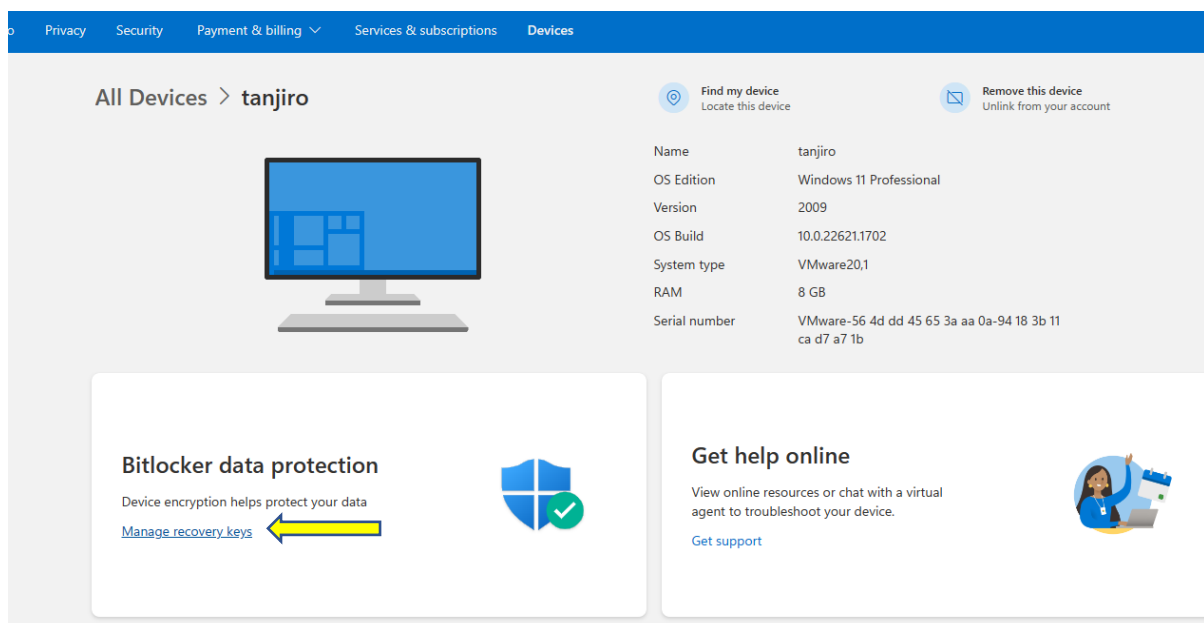 o Privacy Security Payment & billing Services & subscriptions Devices
All Devices > tanjiro
Find my device
Locate this device
Remove this device
Unlink from your account
Name tanjiro
OS Edition Windows 11 Professional
Version 2009
OS Build 10.0.22621.1702
System type VMware20,1
RAM 8 GB
Serial number VMware-56 4d dd 45 65 3a aa 0a-94 18 3b 11
ca d7 a7 1b
Bitlocker data protection
Device encryption helps protect your data
Manage recovery keys
Get help online
View online resources or chat with a virtual
agent to troubleshoot your device.
Get support